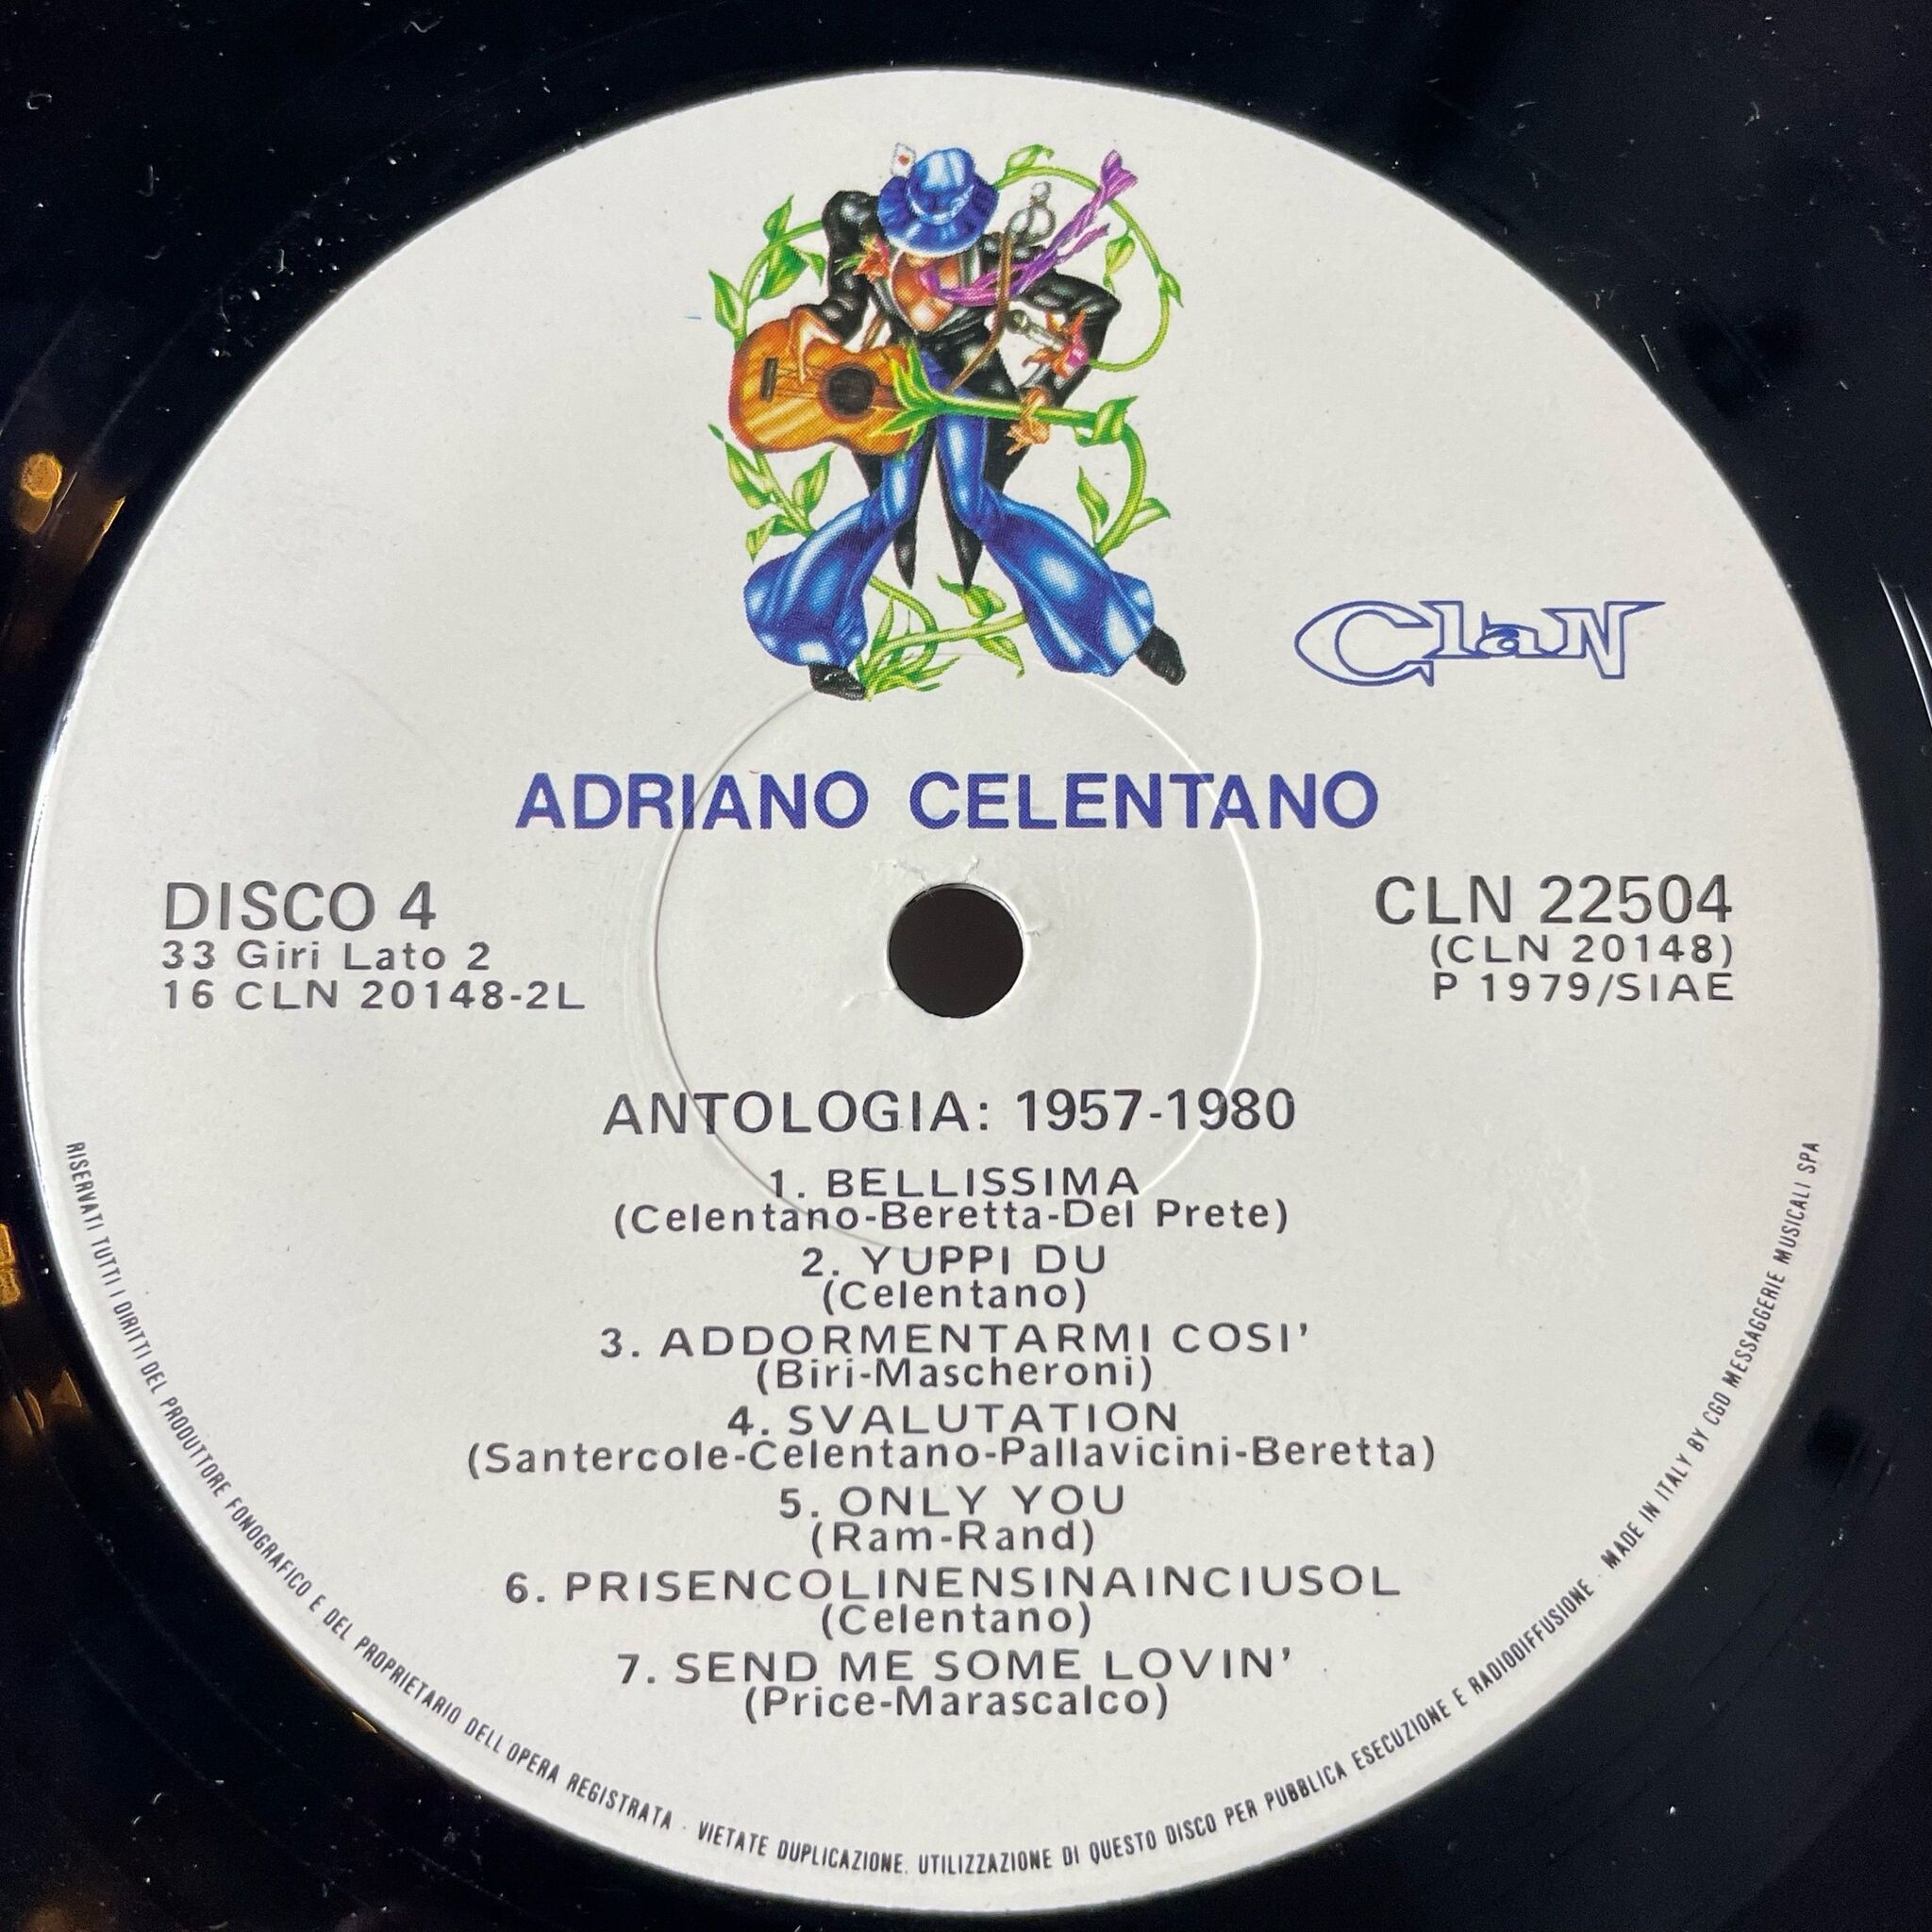 ClaN
ADRIANO CELENTANO
DISCO 4
33 Giri Lato 2
16 CLN 20148-2L
CLN 22504
(CLN 20148)
P 1979/SIAE
ANTOLOGIA: 1957-1980
1. BELLISSIMA
(Celentano-Beretta-Del Prete)
2. YUPPI DU
(Celentano)
3. ADDORMENTARMI COSI'
(Biri-Mascheroni)
4. SVALUTATION
(Santercole-Celentano-Pallavicini-Beretta)
5. ONLY YOU
(Ram-Rand)
6. PRISENCOLINENSINAINCIUSOL
(Celentano)
7. SEND ME SOME LOVIN'
(Price-Marascalco)
RISERVATI TUTTI I DIRITTI DEL PRODUTTORE FONOGRAFICO E DEL PROPRIETARIO DELL'OPERA REGISTRATA · VIETATE DUPLICAZIONE, UTILIZZAZIONE DI QUESTO DISCO PER PUBBLICA ESECUZIONE E RADIODIFFUSIONE · MADE IN ITALY BY CGD MESSAGGERIE MUSICALI SPA